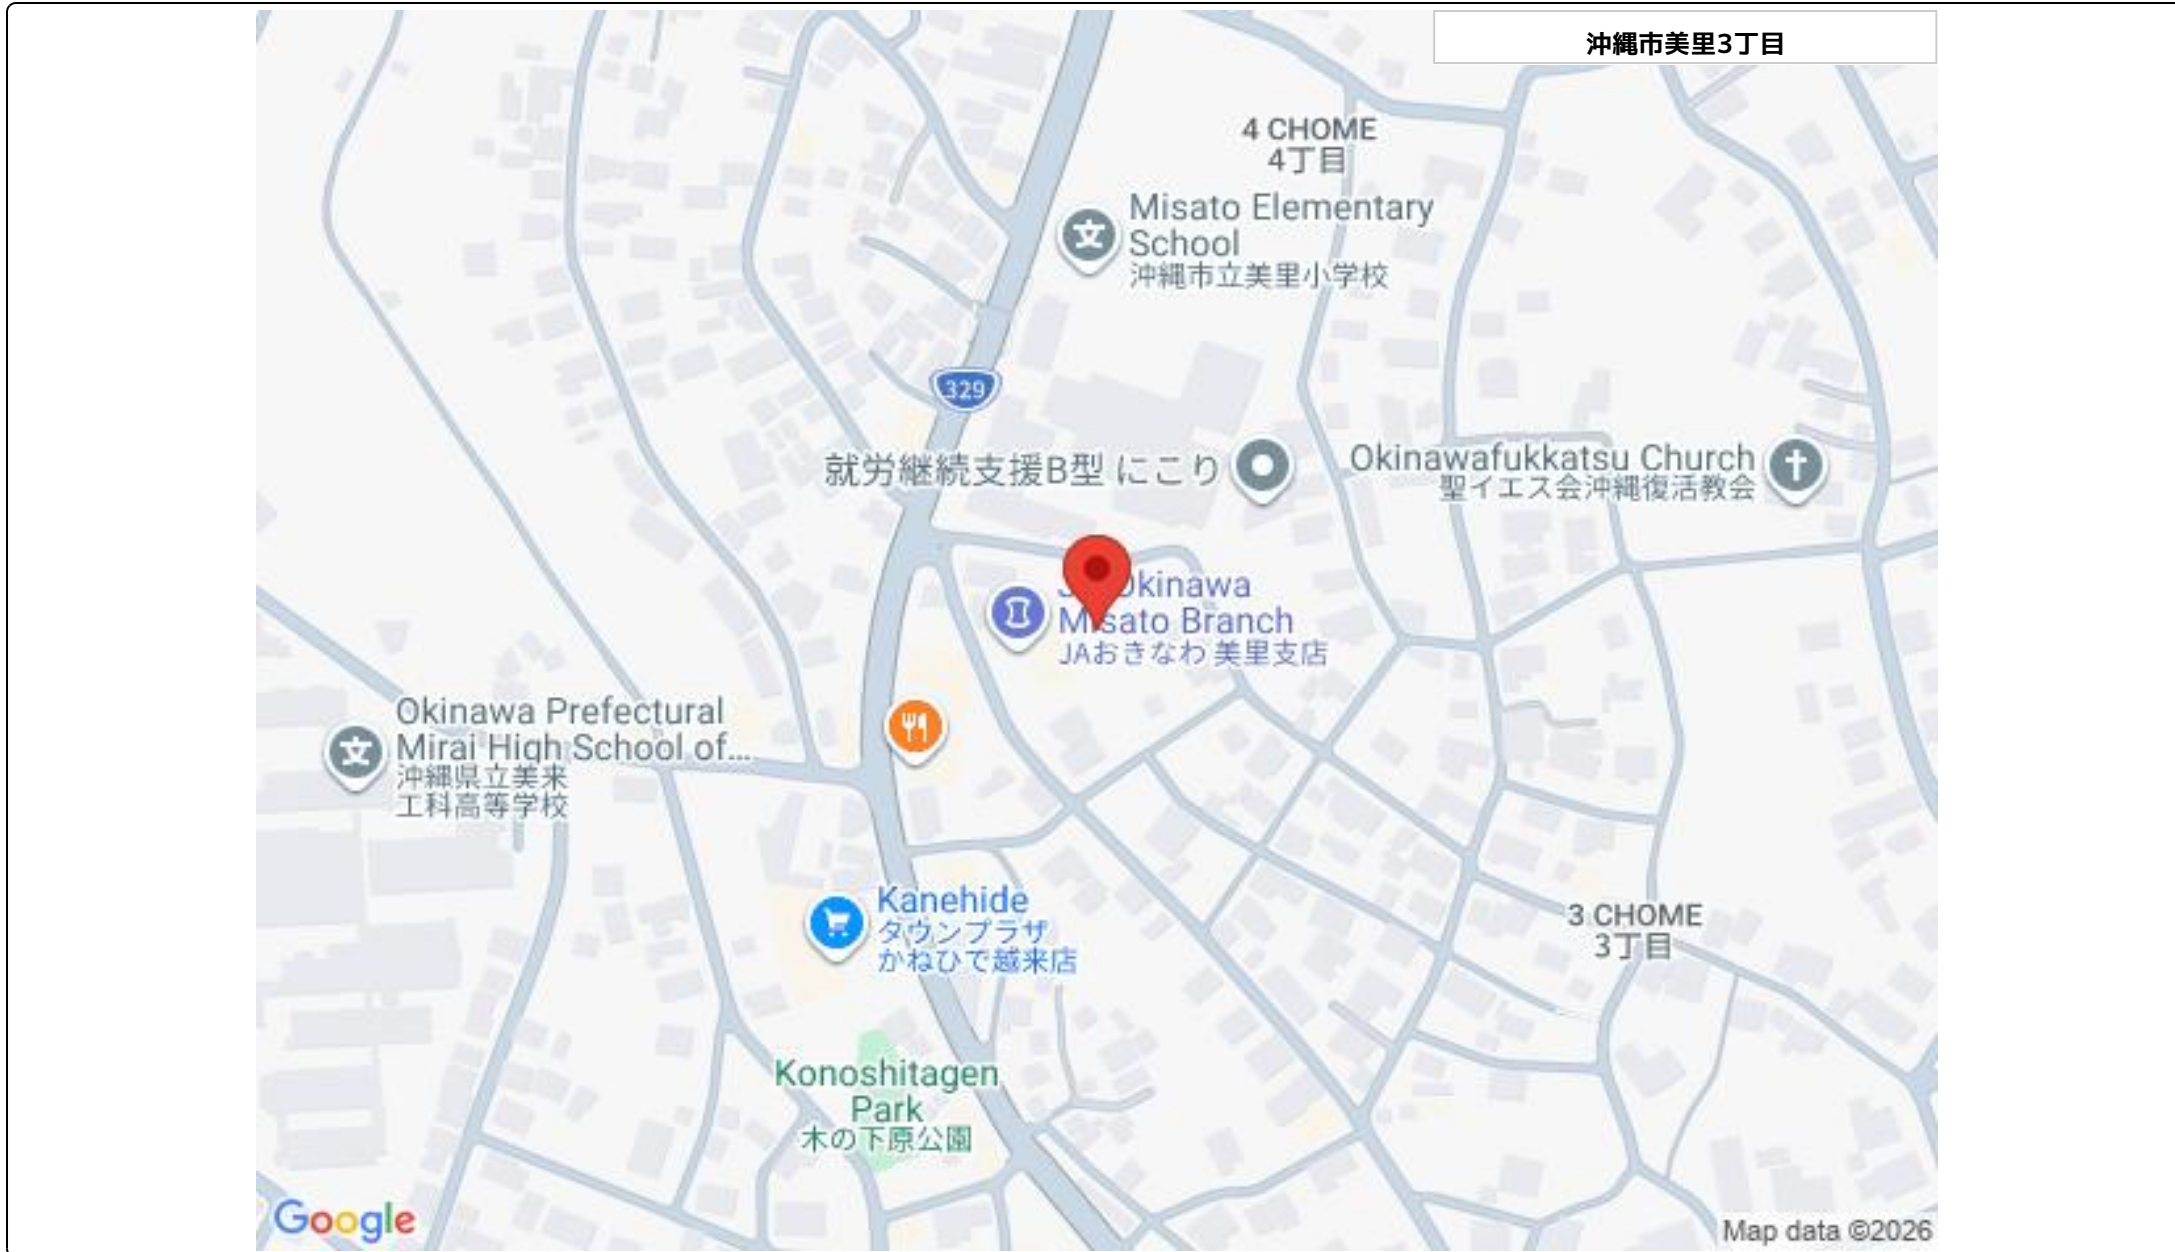 沖縄市美里3丁目
4 CHOME
4丁目
Misato Elementary
School
沖縄市立美里小学校
329
就労継続支援B型 にこり
Okinawafukkatsu Church
聖イエス会沖縄復活教会
Okinawa
Misato Branch
JAおきなわ 美里支店
Okinawa Prefectural
Mirai High School of...
沖縄県立美来
工科高等学校
Kanehide
タウンプラザ
かねひで越来店
3 CHOME
3丁目
Konoshitagen
Park
木の下原公園
Google
Map data ©2026